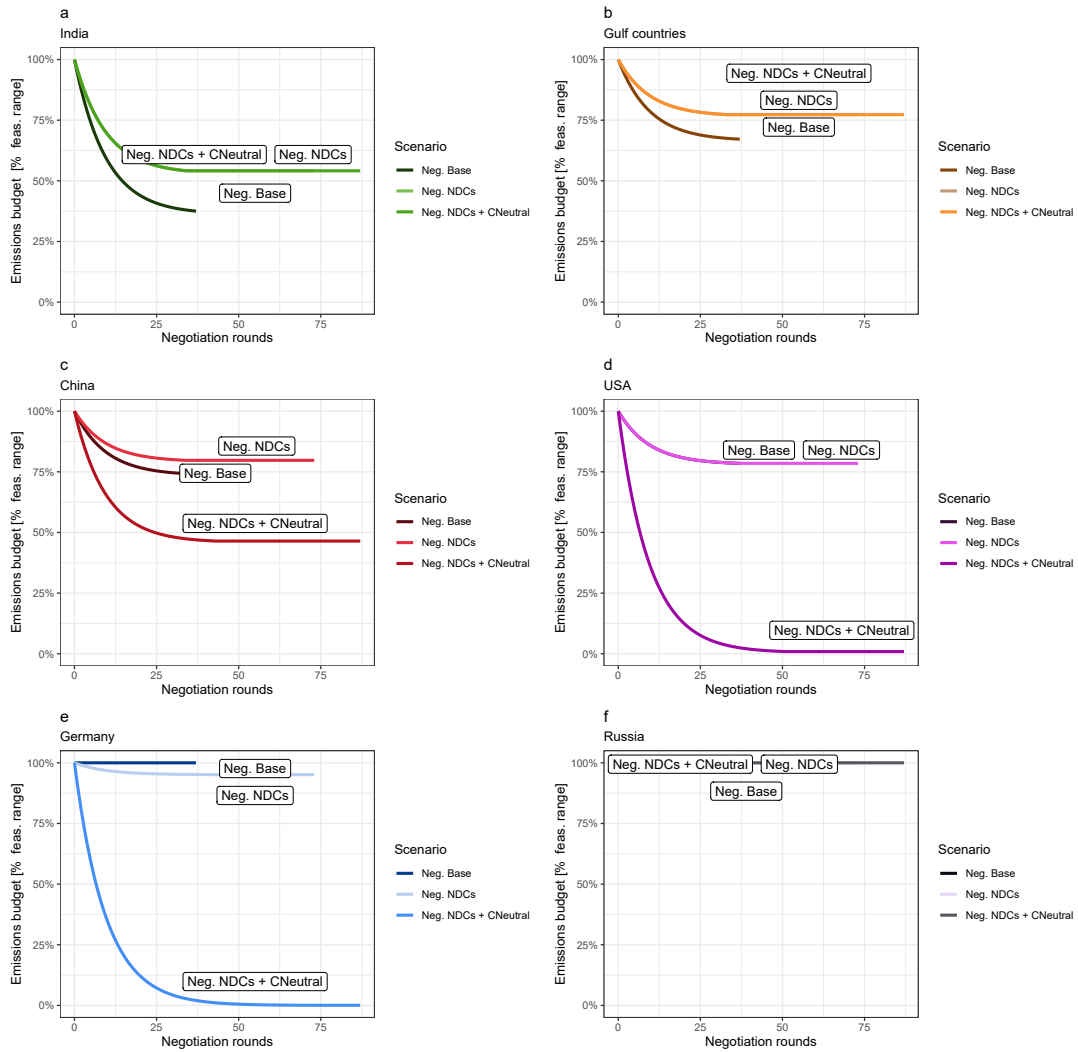 a
India
Emissions budget [% feas. range]
100%
75%
50%
25%
0%
Neg. NDCs + CNeutral
Neg. NDCs
Neg. Base
0
25
50
75
Negotiation rounds
Scenario
Neg. Base
Neg. NDCs
Neg. NDCs + CNeutral
b
Gulf countries
Emissions budget [% feas. range]
100%
75%
50%
25%
0%
Neg. NDCs + CNeutral
Neg. NDCs
Neg. Base
0
25
50
75
Negotiation rounds
Scenario
Neg. Base
Neg. NDCs
Neg. NDCs + CNeutral
c
China
Emissions budget [% feas. range]
100%
75%
50%
25%
0%
Neg. NDCs
Neg. Base
Neg. NDCs + CNeutral
0
25
50
75
Negotiation rounds
Scenario
Neg. Base
Neg. NDCs
Neg. NDCs + CNeutral
d
USA
Emissions budget [% feas. range]
100%
75%
50%
25%
0%
Neg. Base
Neg. NDCs
Neg. NDCs + CNeutral
0
25
50
75
Negotiation rounds
Scenario
Neg. Base
Neg. NDCs
Neg. NDCs + CNeutral
e
Germany
Emissions budget [% feas. range]
100%
75%
50%
25%
0%
Neg. Base
Neg. NDCs
Neg. NDCs + CNeutral
0
25
50
75
Negotiation rounds
Scenario
Neg. Base
Neg. NDCs
Neg. NDCs + CNeutral
f
Russia
Emissions budget [% feas. range]
100%
75%
50%
25%
0%
Neg. NDCs + CNeutral
Neg. NDCs
Neg. Base
0
25
50
75
Negotiation rounds
Scenario
Neg. Base
Neg. NDCs
Neg. NDCs + CNeutral